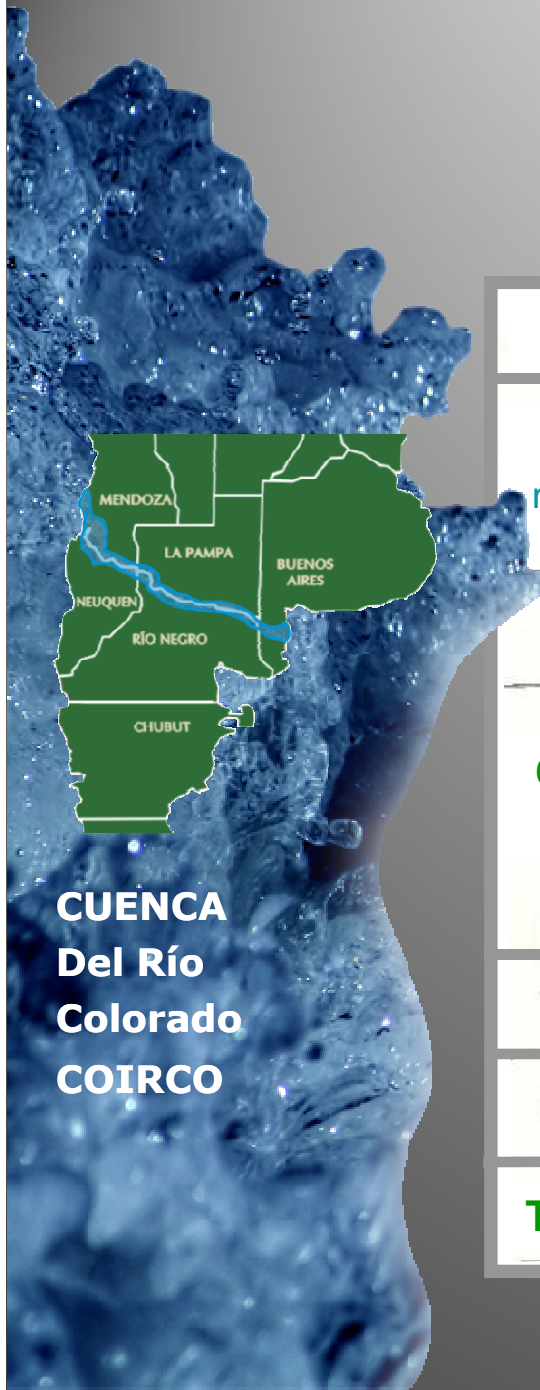 MENDOZA
LA PAMPA
BUENOS
AIRES
NEUQUEN
RÍO NEGRO
CHUBUT
CUENCA
Del Río
Colorado
COIRCO
T